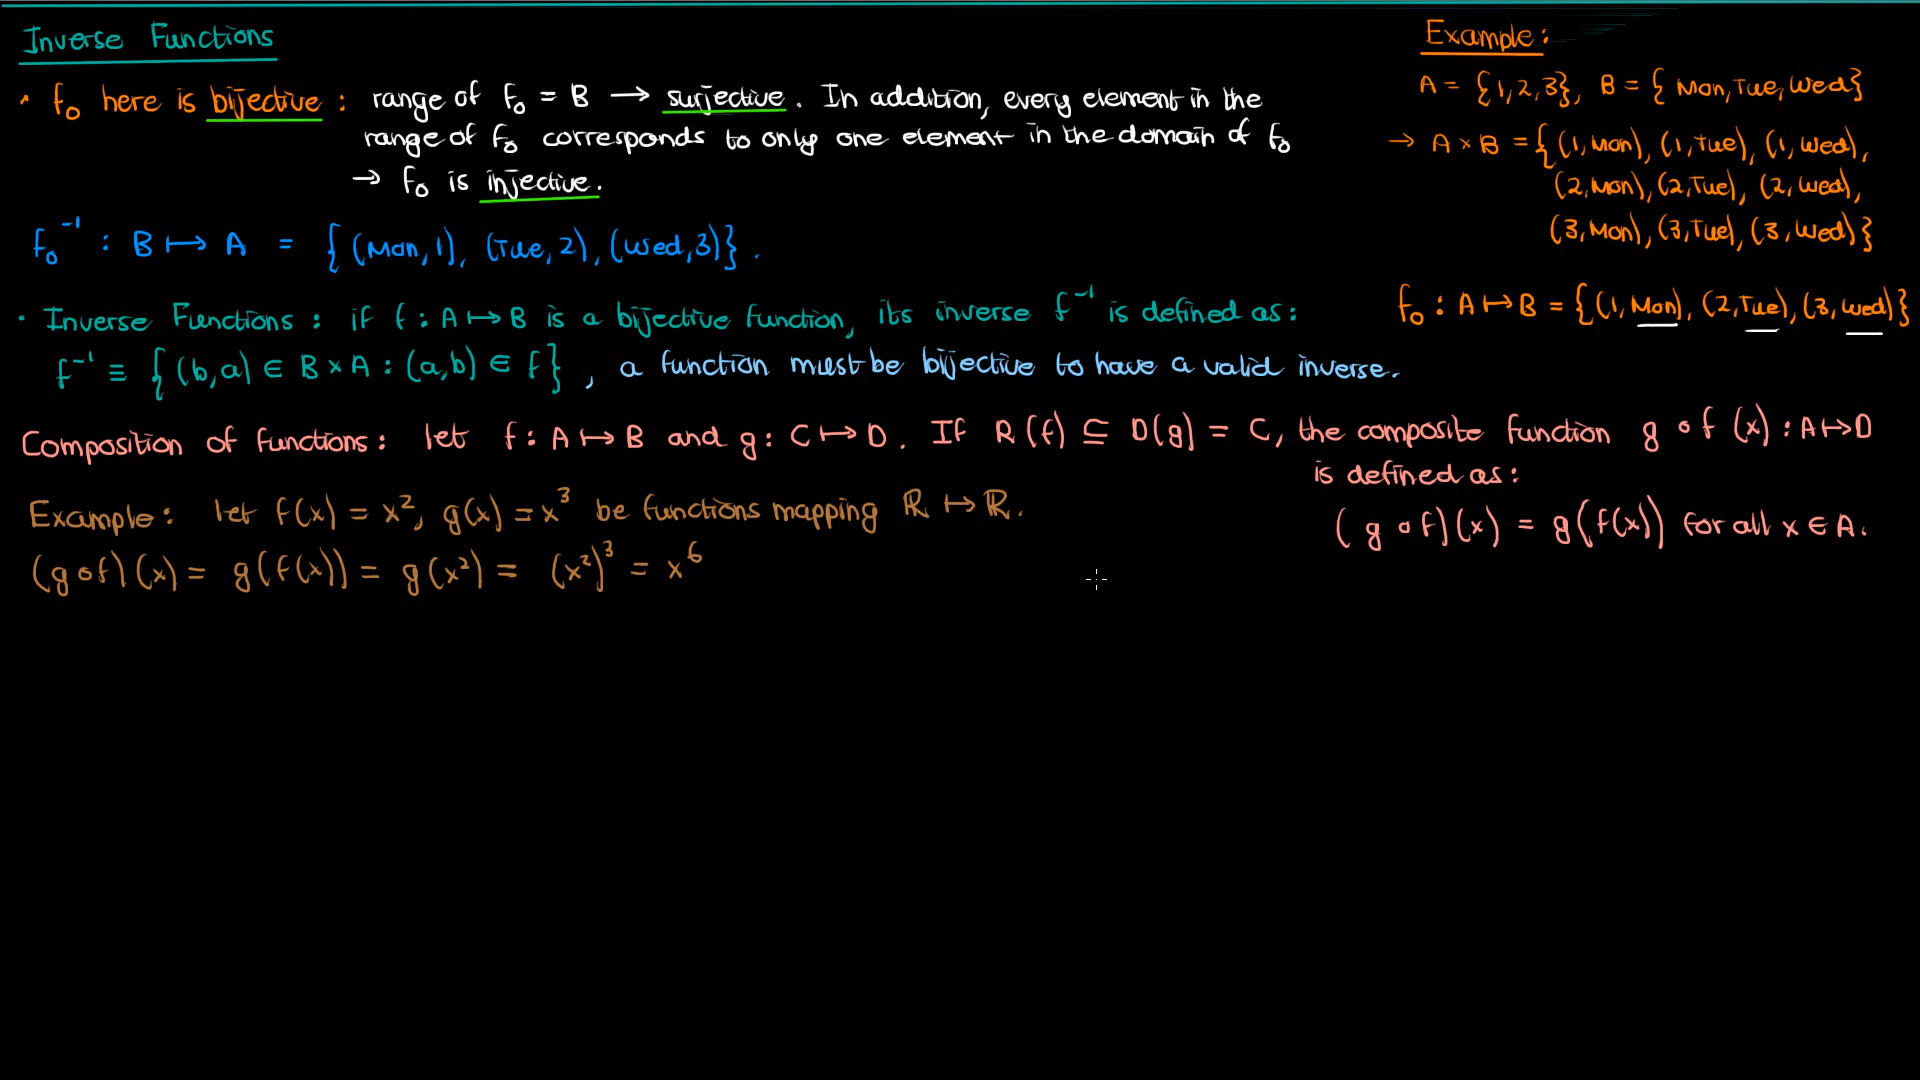 Inverse Functions
• f₀ here is bijective : range of f₀ = B → surjective. In addition, every element in the
range of f₀ corresponds to only one element in the domain of f₀
→ f₀ is injective.
f₀⁻¹ : B ↦ A = {(Mon,1), (Tue,2), (Wed,3)}.
• Inverse Functions : if f : A ↦ B is a bijective function, its inverse f⁻¹ is defined as :
f⁻¹ ≡ {(b,a) ∈ B × A : (a,b) ∈ f} , a function must be bijective to have a valid inverse.
Example :
A = {1,2,3}, B = {Mon,Tue,Wed}
→ A × B = {(1,Mon), (1,Tue), (1,Wed),
(2,Mon), (2,Tue), (2,Wed),
(3,Mon), (3,Tue), (3,Wed)}
f₀ : A ↦ B = {(1,Mon), (2,Tue), (3,Wed)}
Composition of functions : let f : A ↦ B and g : C ↦ D. If R(f) ⊆ D(g) = C, the composite function g ∘ f (x) : A ↦ D
is defined as :
(g ∘ f)(x) = g(f(x)) for all x ∈ A.
Example : let f(x) = x², g(x) = x³ be functions mapping ℝ ↦ ℝ.
(g ∘ f)(x) = g(f(x)) = g(x²) = (x²)³ = x⁶